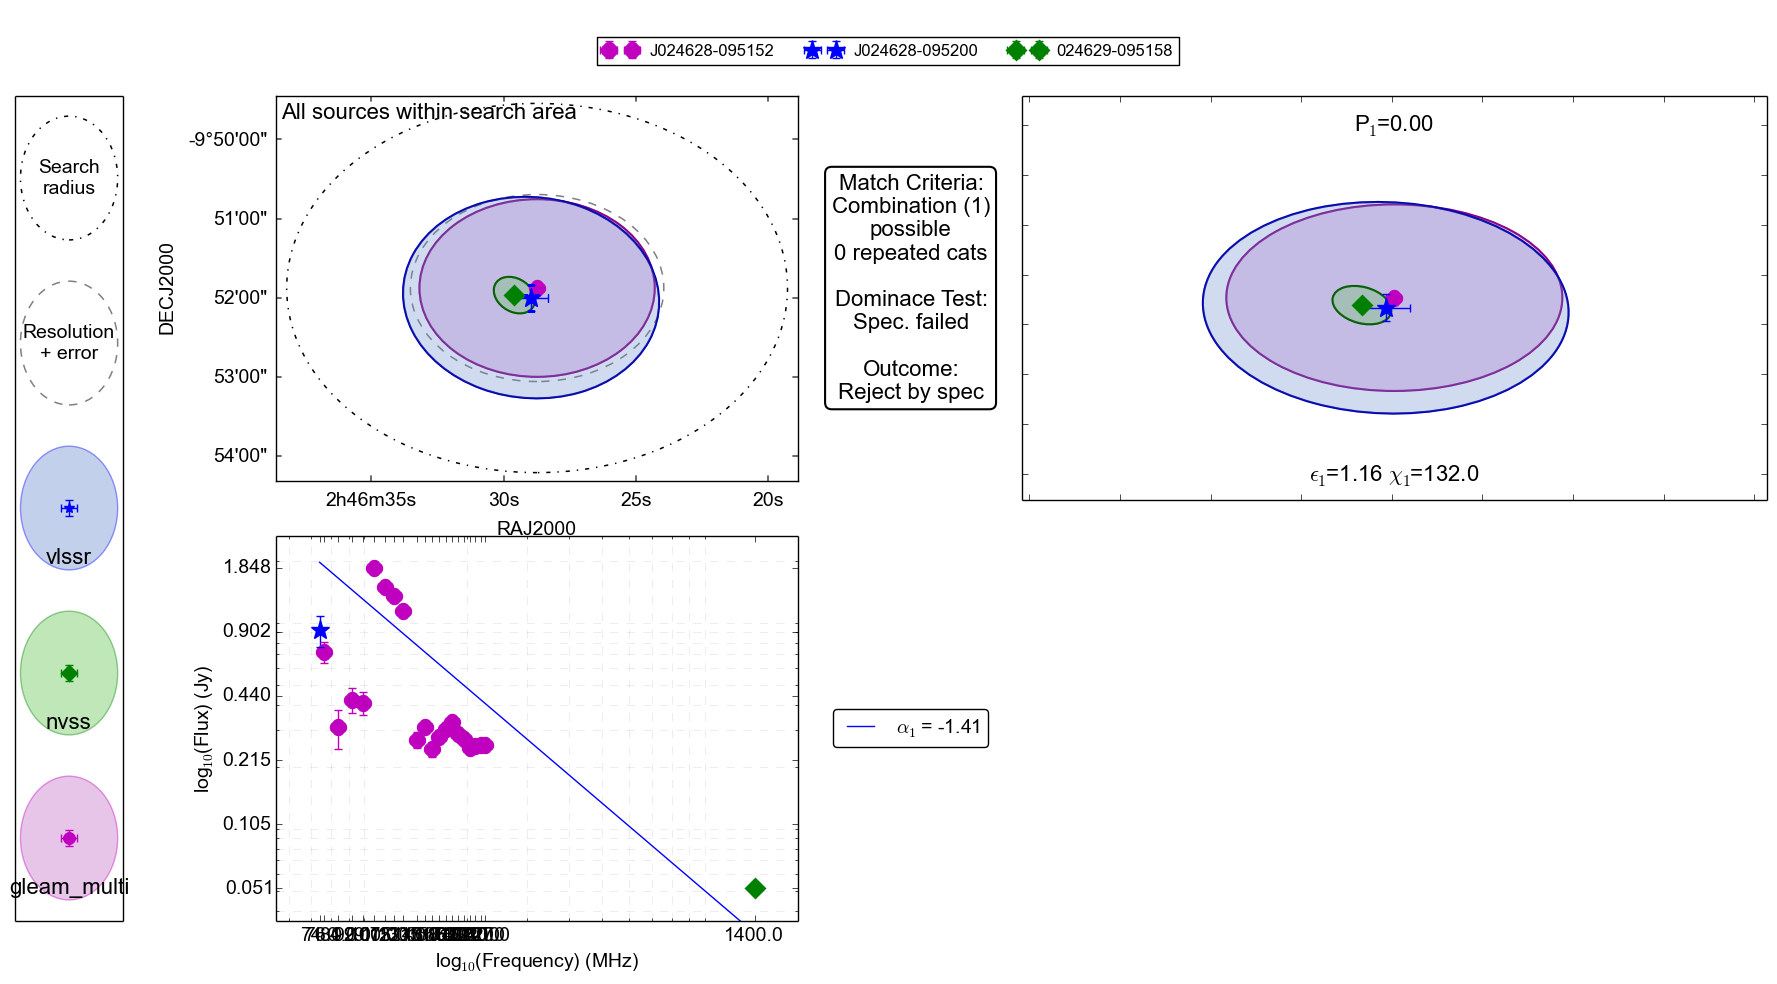 J024628-095152
J024628-095200
024629-095158
Search
radius
Resolution
+ error
vlssr
nvss
gleam_multi
All sources within search area
-9°50'00"
51'00"
52'00"
53'00"
54'00"
DECJ2000
2h46m35s
30s
25s
20s
RAJ2000
Match Criteria:
Combination (1)
possible
0 repeated cats
Dominace Test:
Spec. failed
Outcome:
Reject by spec
P₁=0.00
ϵ₁=1.16 χ₁=132.0
1.848
0.902
0.440
0.215
0.105
0.051
log₁₀(Flux) (Jy)
1400.0
log₁₀(Frequency) (MHz)
α₁ = -1.41